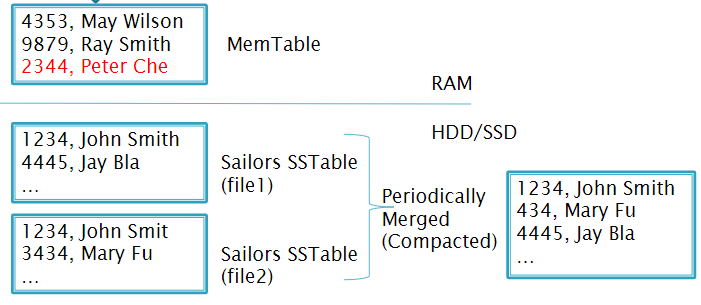 4353, May Wilson
9879, Ray Smith
2344, Peter Che
MemTable
RAM
HDD/SSD
1234, John Smith
4445, Jay Bla
...
Sailors SSTable
(file1)
1234, John Smit
3434, Mary Fu
...
Sailors SSTable
(file2)
Periodically
Merged
(Compacted)
1234, John Smith
434, Mary Fu
4445, Jay Bla
...